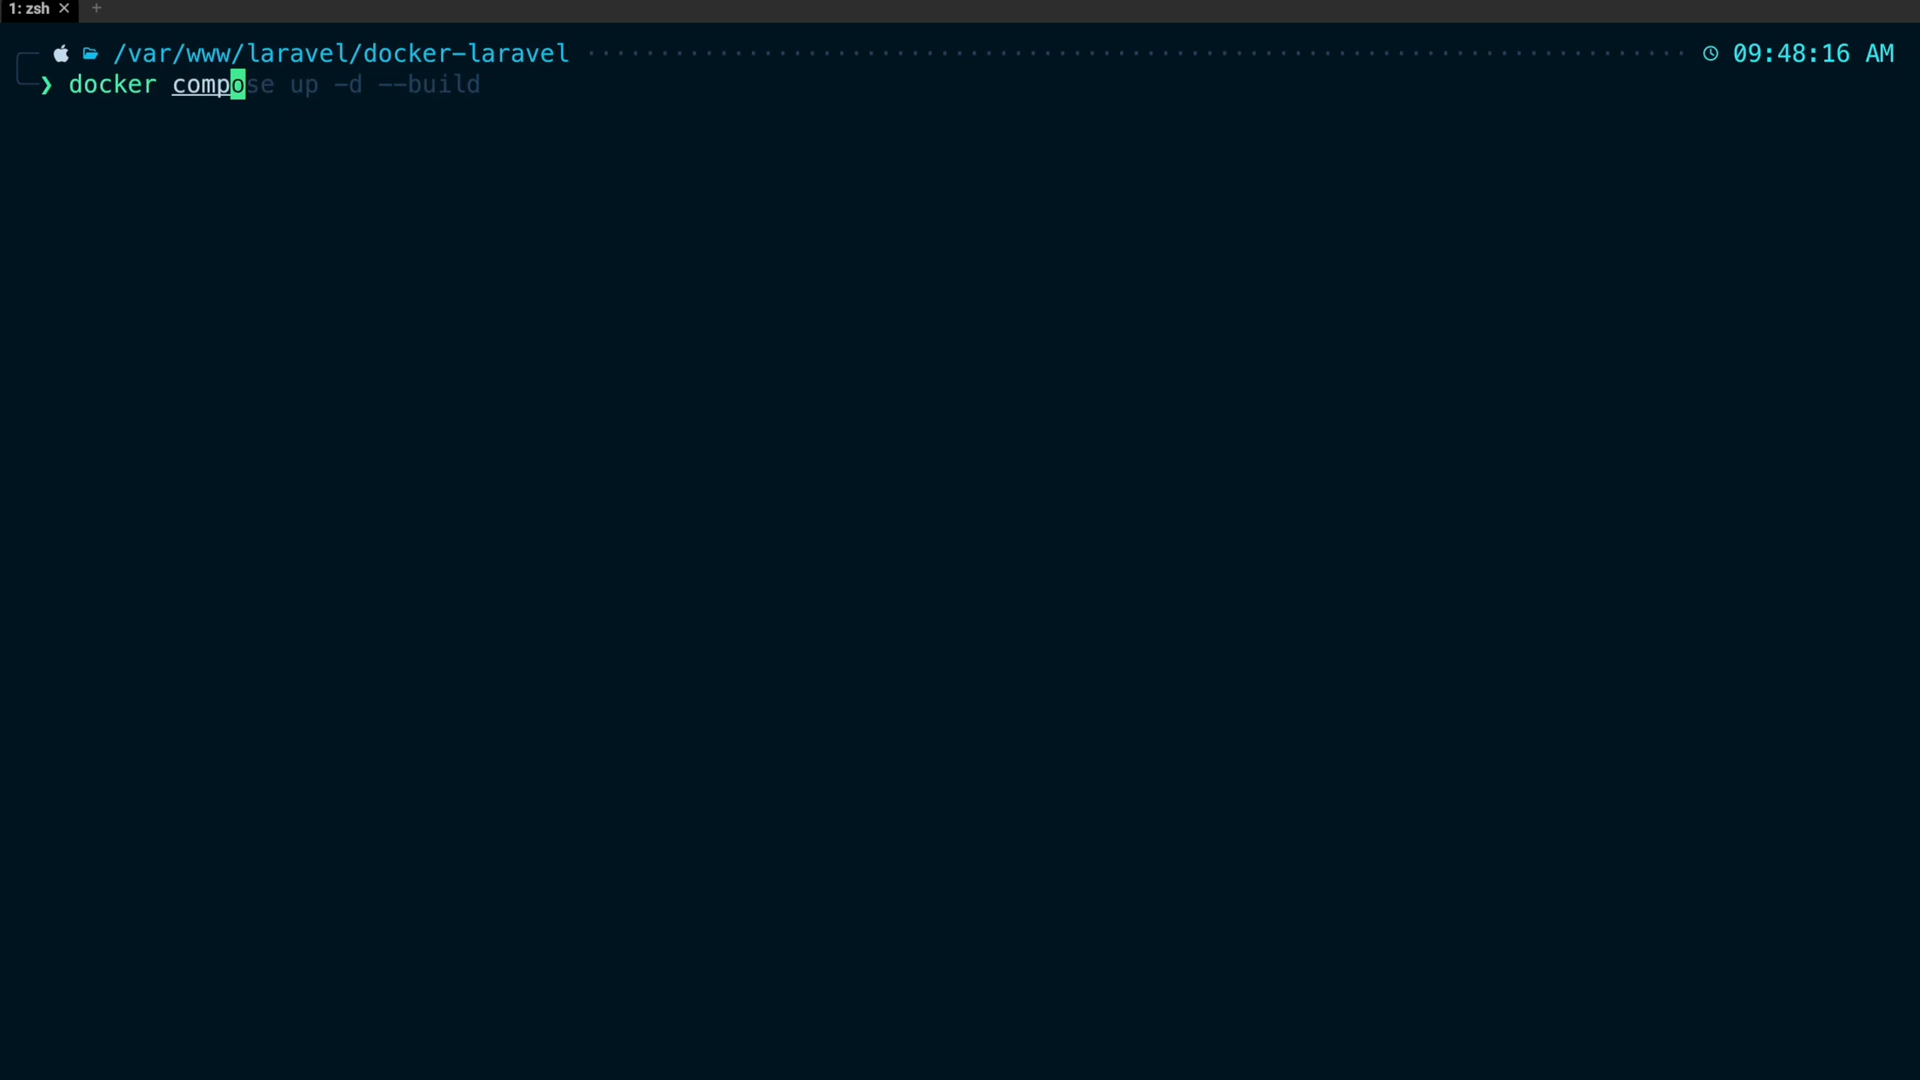 1: zsh ✕ +
/var/www/laravel/docker-laravel 09:48:16 AM
❯ docker compose up -d --build